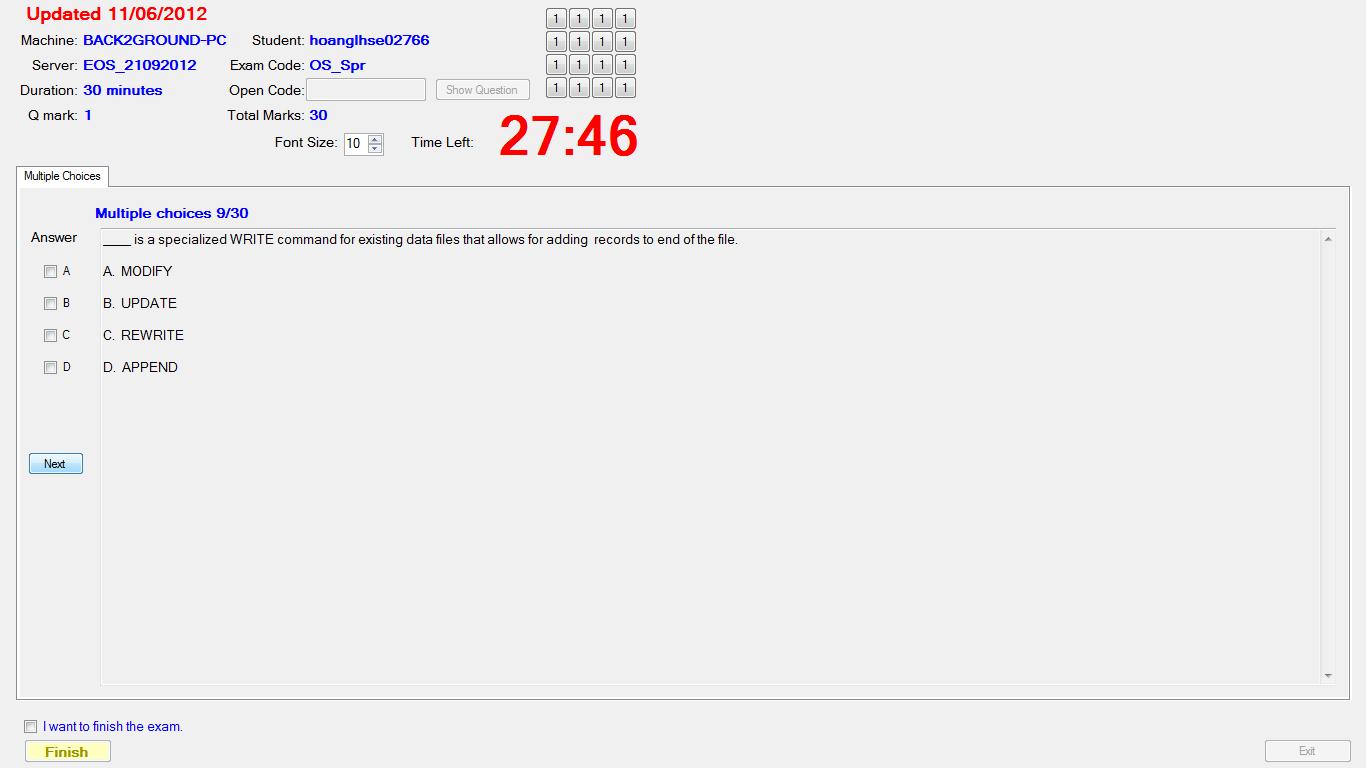 Updated 11/06/2012
Machine: BACK2GROUND-PC Student: hoanglhse02766
Server: EOS_21092012 Exam Code: OS_Spr
Duration: 30 minutes Open Code: Show Question
Q mark: 1 Total Marks: 30
Font Size: 10 Time Left: 27:46
1 1 1 1
1 1 1 1
1 1 1 1
1 1 1 1
Multiple Choices
Multiple choices 9/30
Answer
____ is a specialized WRITE command for existing data files that allows for adding records to end of the file.
A A. MODIFY
B B. UPDATE
C C. REWRITE
D D. APPEND
Next
I want to finish the exam.
Finish
Exit